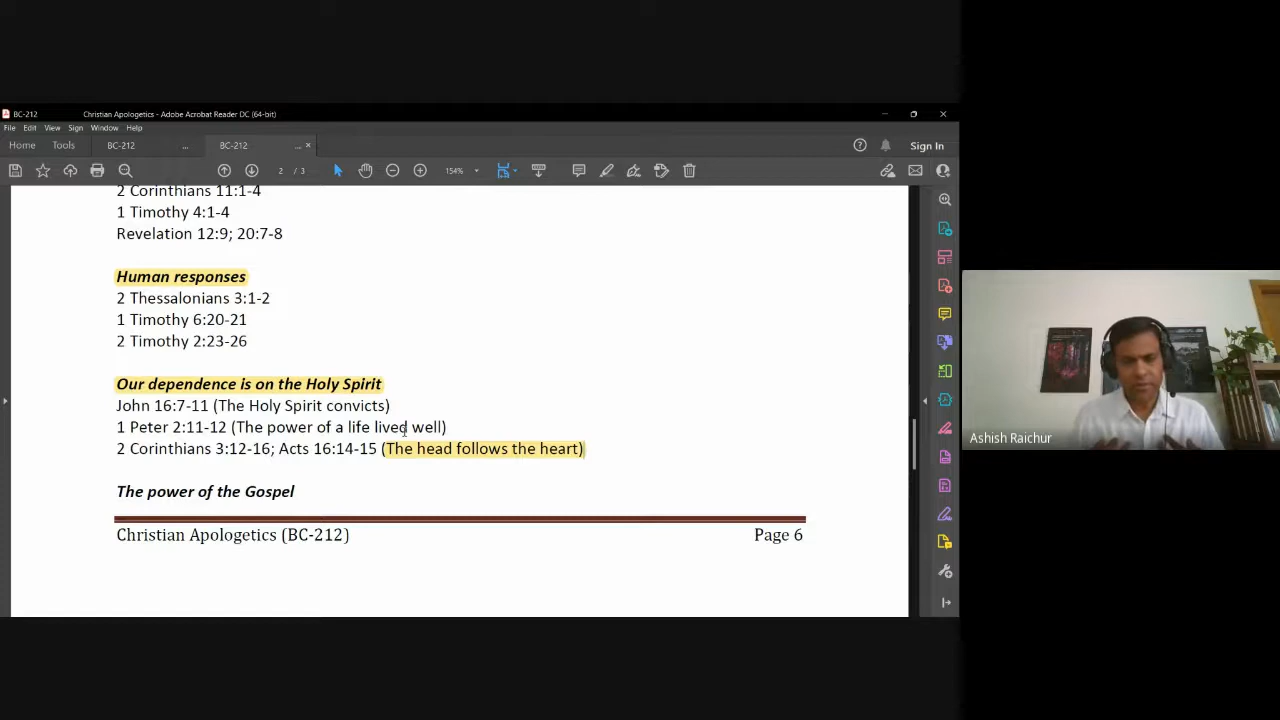 BC-212 Christian Apologetics - Adobe Acrobat Reader DC (64-bit)
File Edit View Sign Window Help
Home Tools BC-212 ... BC-212 ... ×
Sign In
2 / 3 154%
2 Corinthians 11:1-4
1 Timothy 4:1-4
Revelation 12:9; 20:7-8
Human responses
2 Thessalonians 3:1-2
1 Timothy 6:20-21
2 Timothy 2:23-26
Our dependence is on the Holy Spirit
John 16:7-11 (The Holy Spirit convicts)
1 Peter 2:11-12 (The power of a life lived well)
2 Corinthians 3:12-16; Acts 16:14-15 (The head follows the heart)
The power of the Gospel
Christian Apologetics (BC-212) Page 6
Ashish Raichur